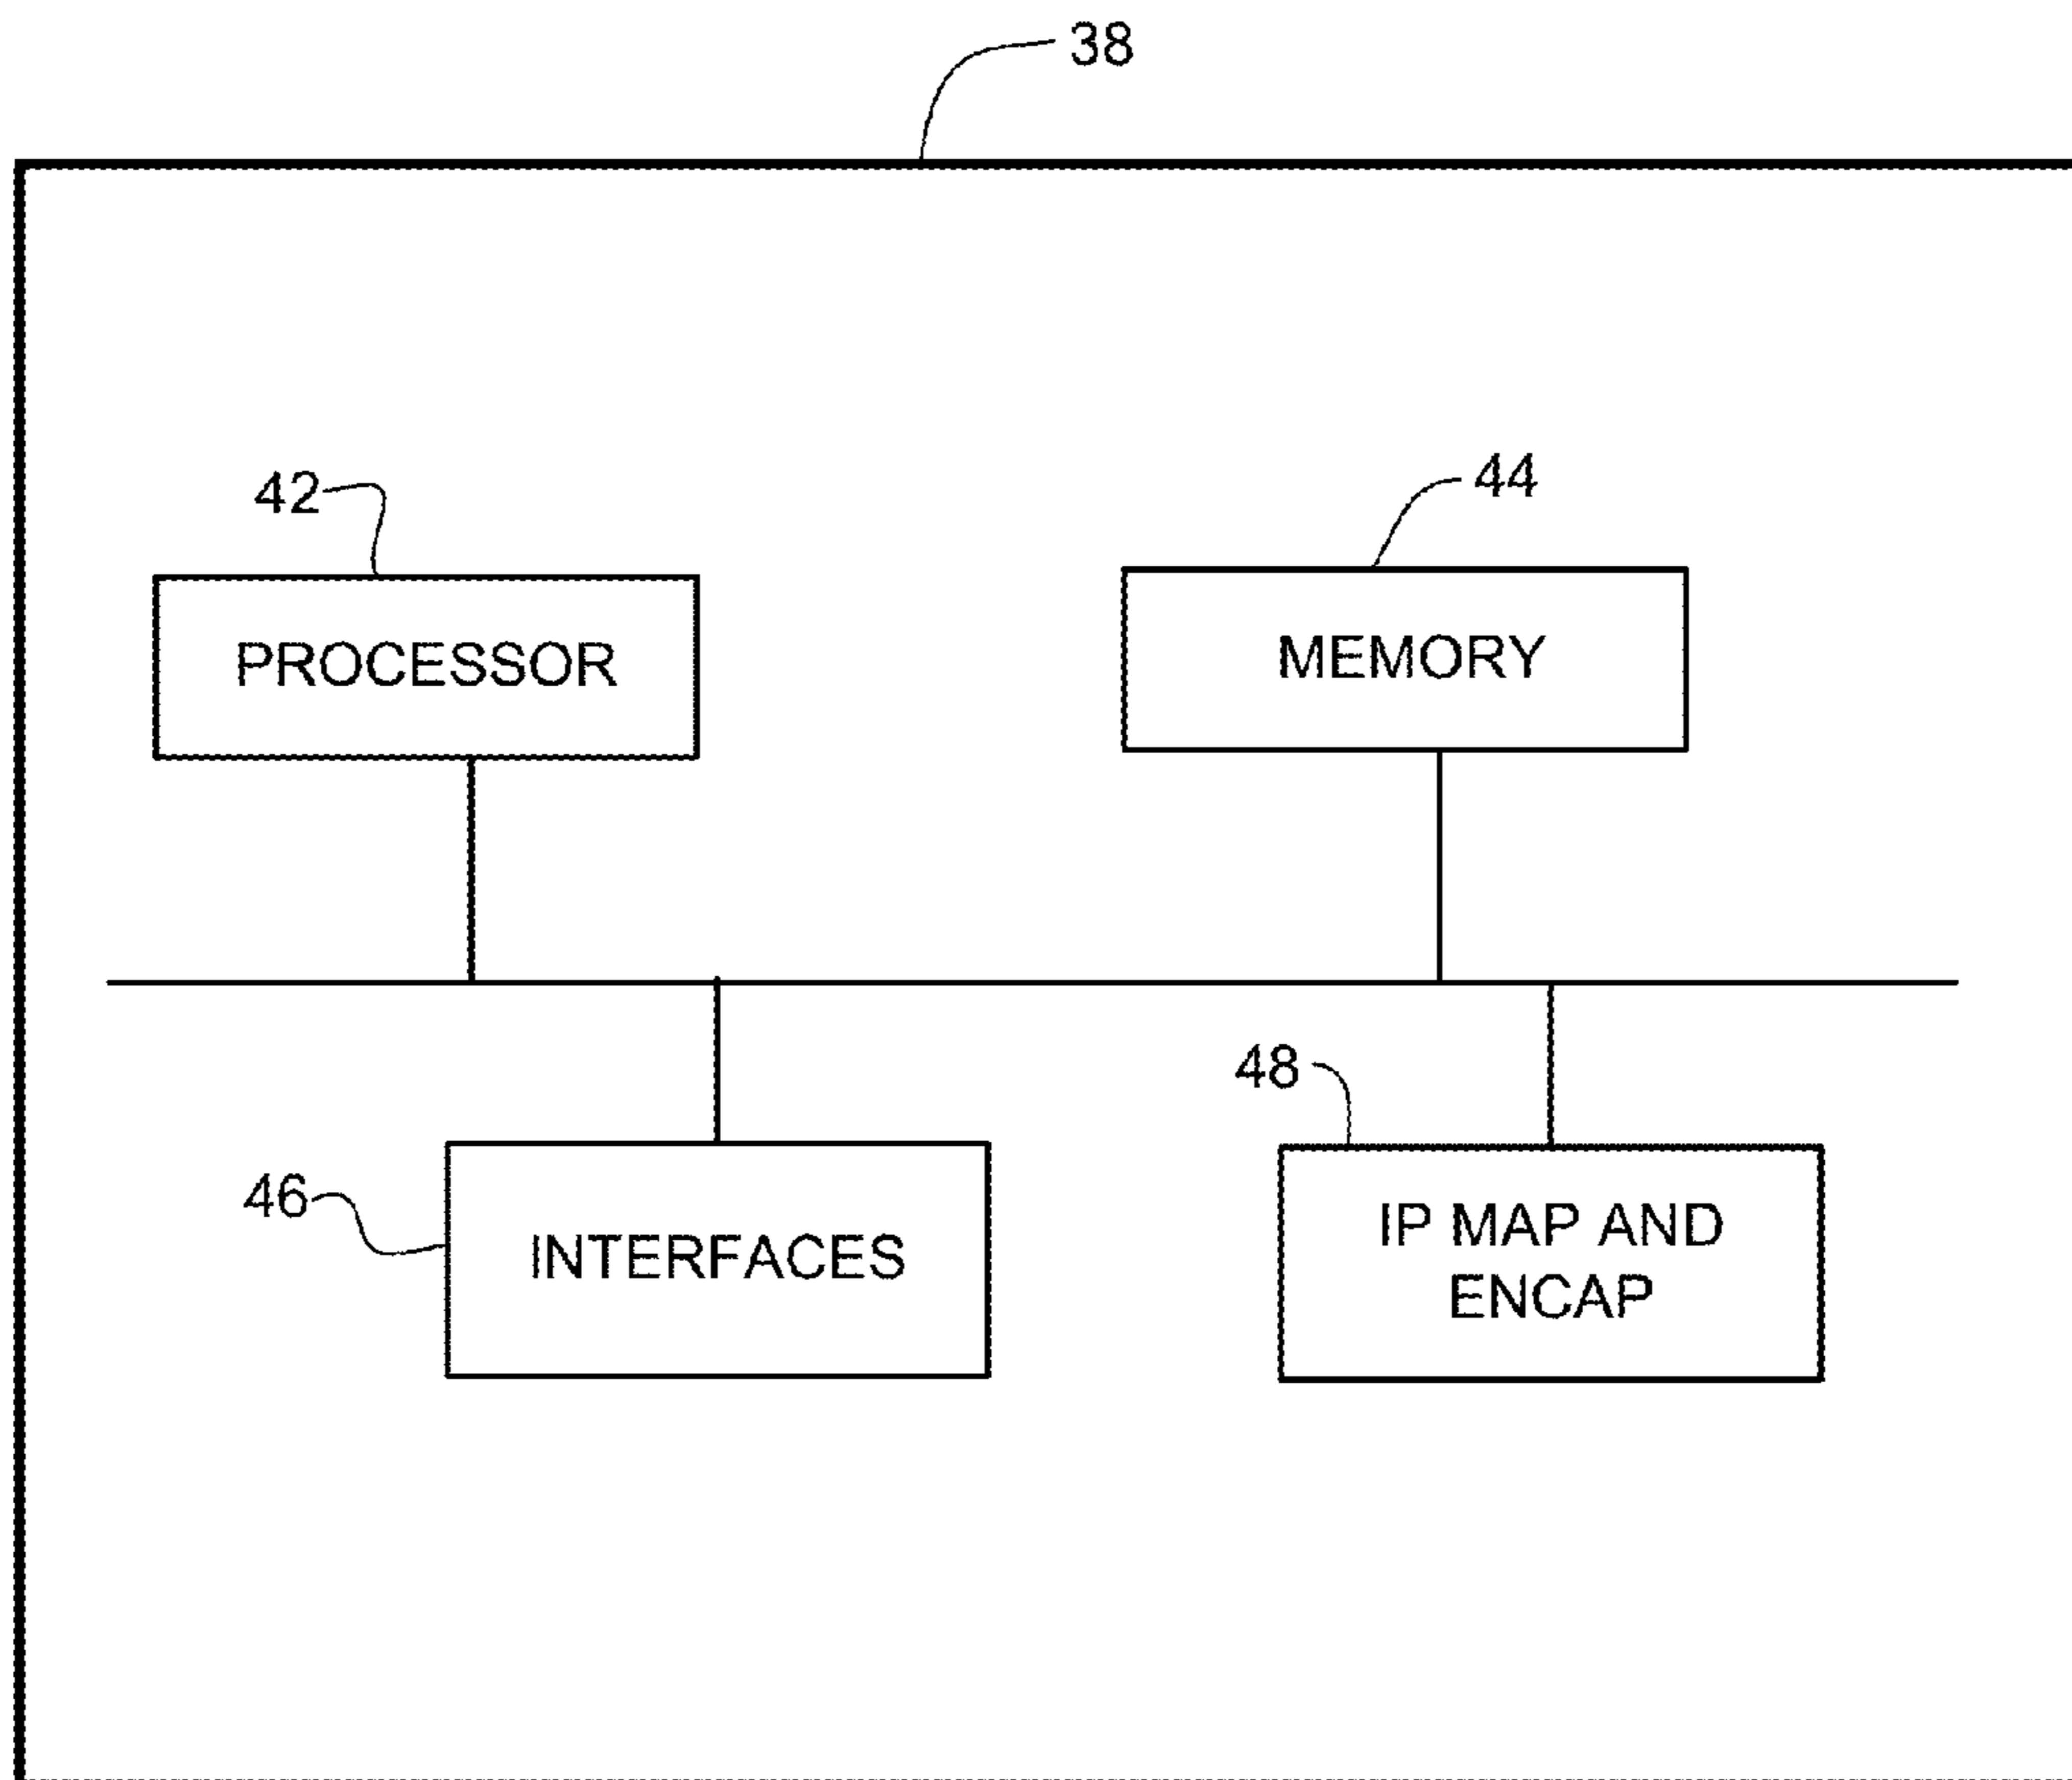 38
42
44
PROCESSOR
MEMORY
48
46
INTERFACES
IP MAP AND
ENCAP